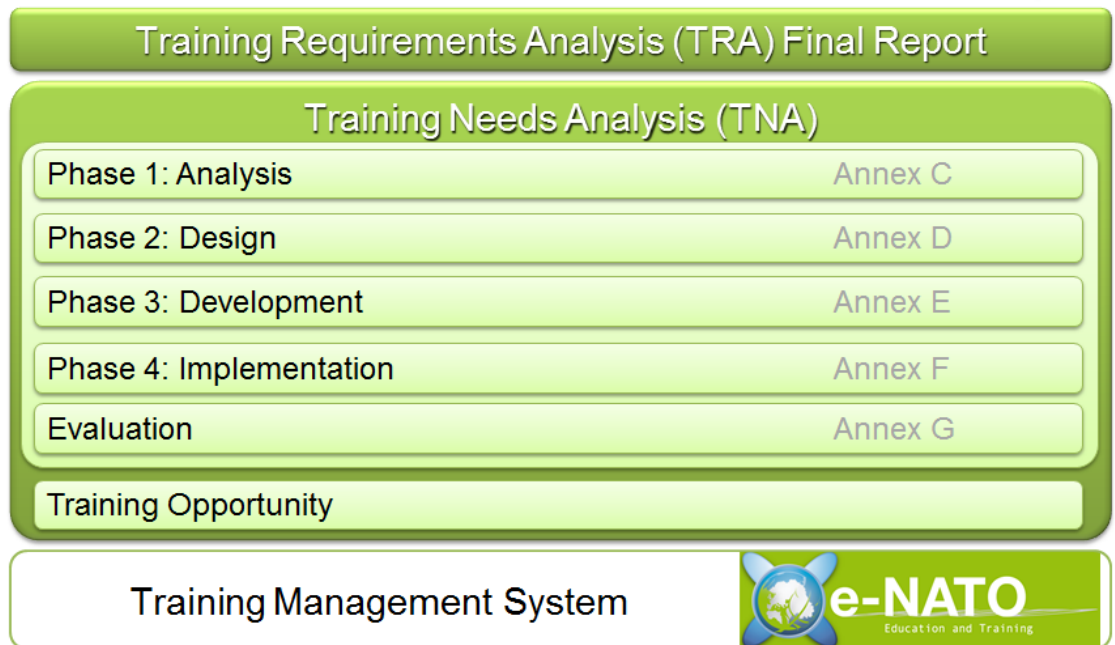 Training Requirements Analysis (TRA) Final Report
Training Needs Analysis (TNA)
Phase 1: Analysis Annex C
Phase 2: Design Annex D
Phase 3: Development Annex E
Phase 4: Implementation Annex F
Evaluation Annex G
Training Opportunity
Training Management System
e-NATO
Education and Training